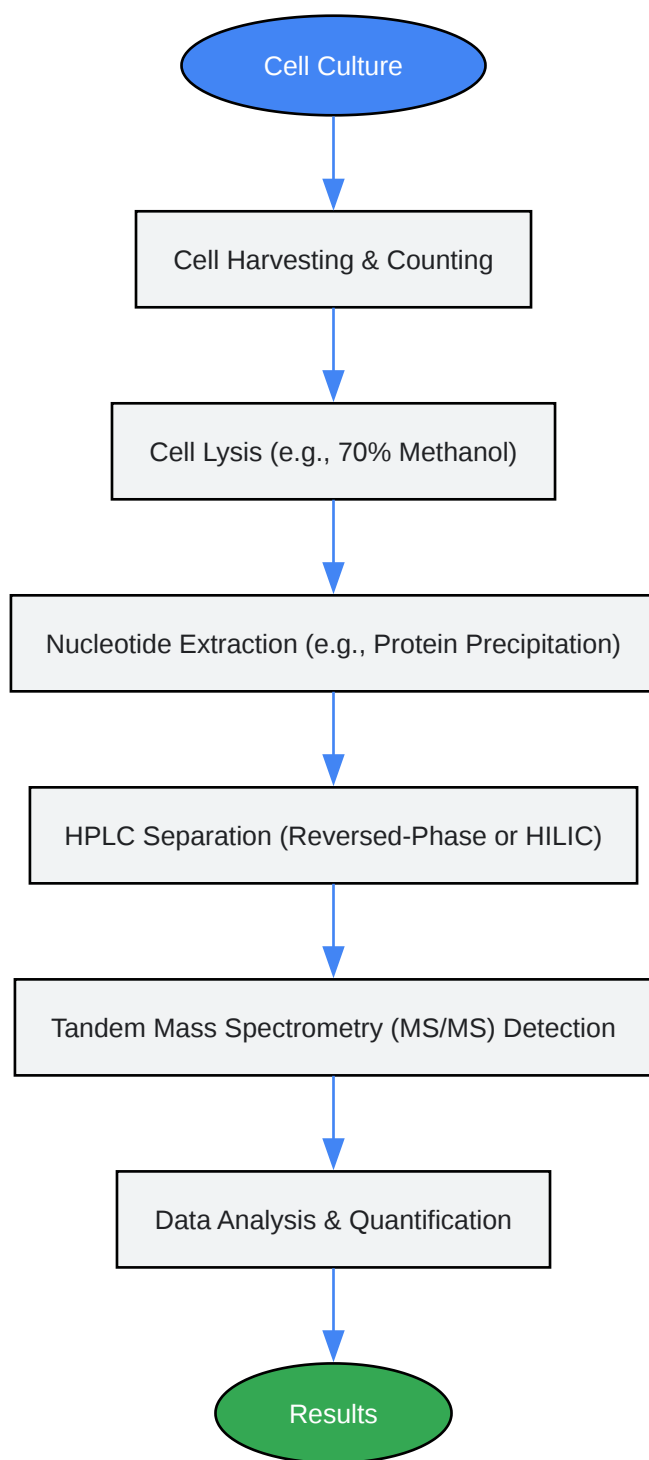 Cell Culture
Cell Harvesting & Counting
Cell Lysis (e.g., 70% Methanol)
Nucleotide Extraction (e.g., Protein Precipitation)
HPLC Separation (Reversed-Phase or HILIC)
Tandem Mass Spectrometry (MS/MS) Detection
Data Analysis & Quantification
Results